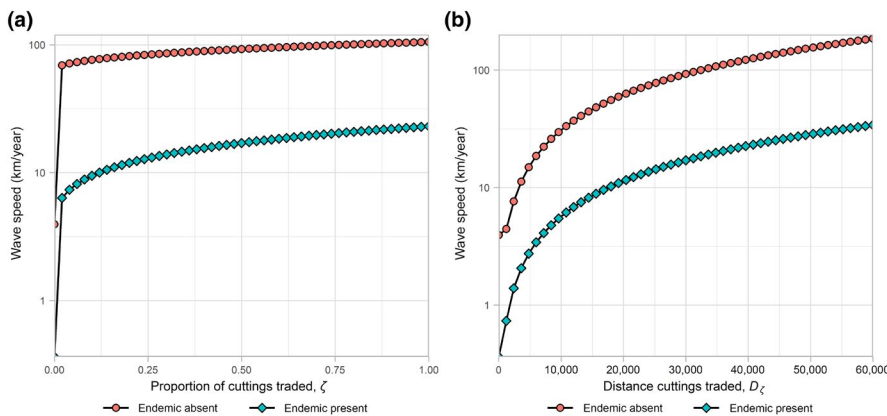 (a)
100
10
1
Wave speed (km/year)
0.00 0.25 0.50 0.75 1.00
Proportion of cuttings traded, ζ
Endemic absent Endemic present
(b)
100
10
1
Wave speed (km/year)
0 10,000 20,000 30,000 40,000 50,000 60,000
Distance cuttings traded, Dζ
Endemic absent Endemic present